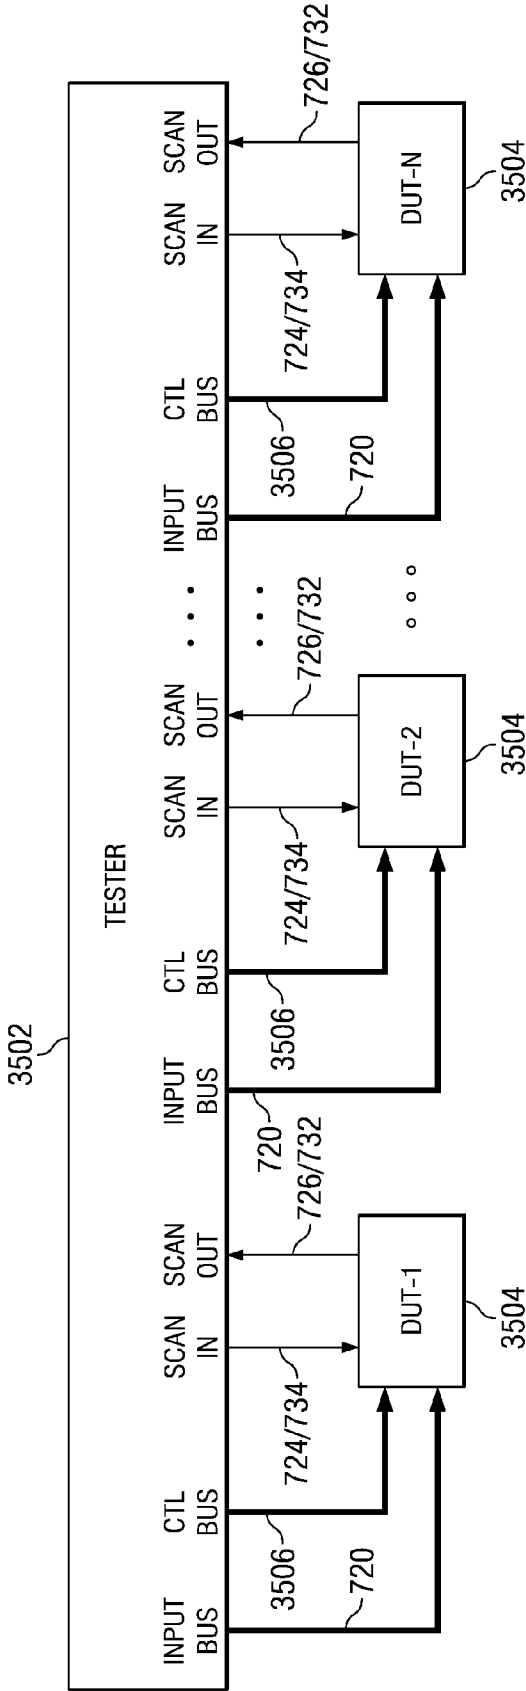 3502
TESTER
INPUT
BUS
CTL
BUS
SCAN
IN
SCAN
OUT
INPUT
BUS
CTL
BUS
SCAN
IN
SCAN
OUT
INPUT
BUS
CTL
BUS
SCAN
IN
SCAN
OUT
720
3506
724/734
726/732
DUT-1
3504
720
3506
724/734
726/732
DUT-2
3504
720
3506
724/734
726/732
DUT-N
3504